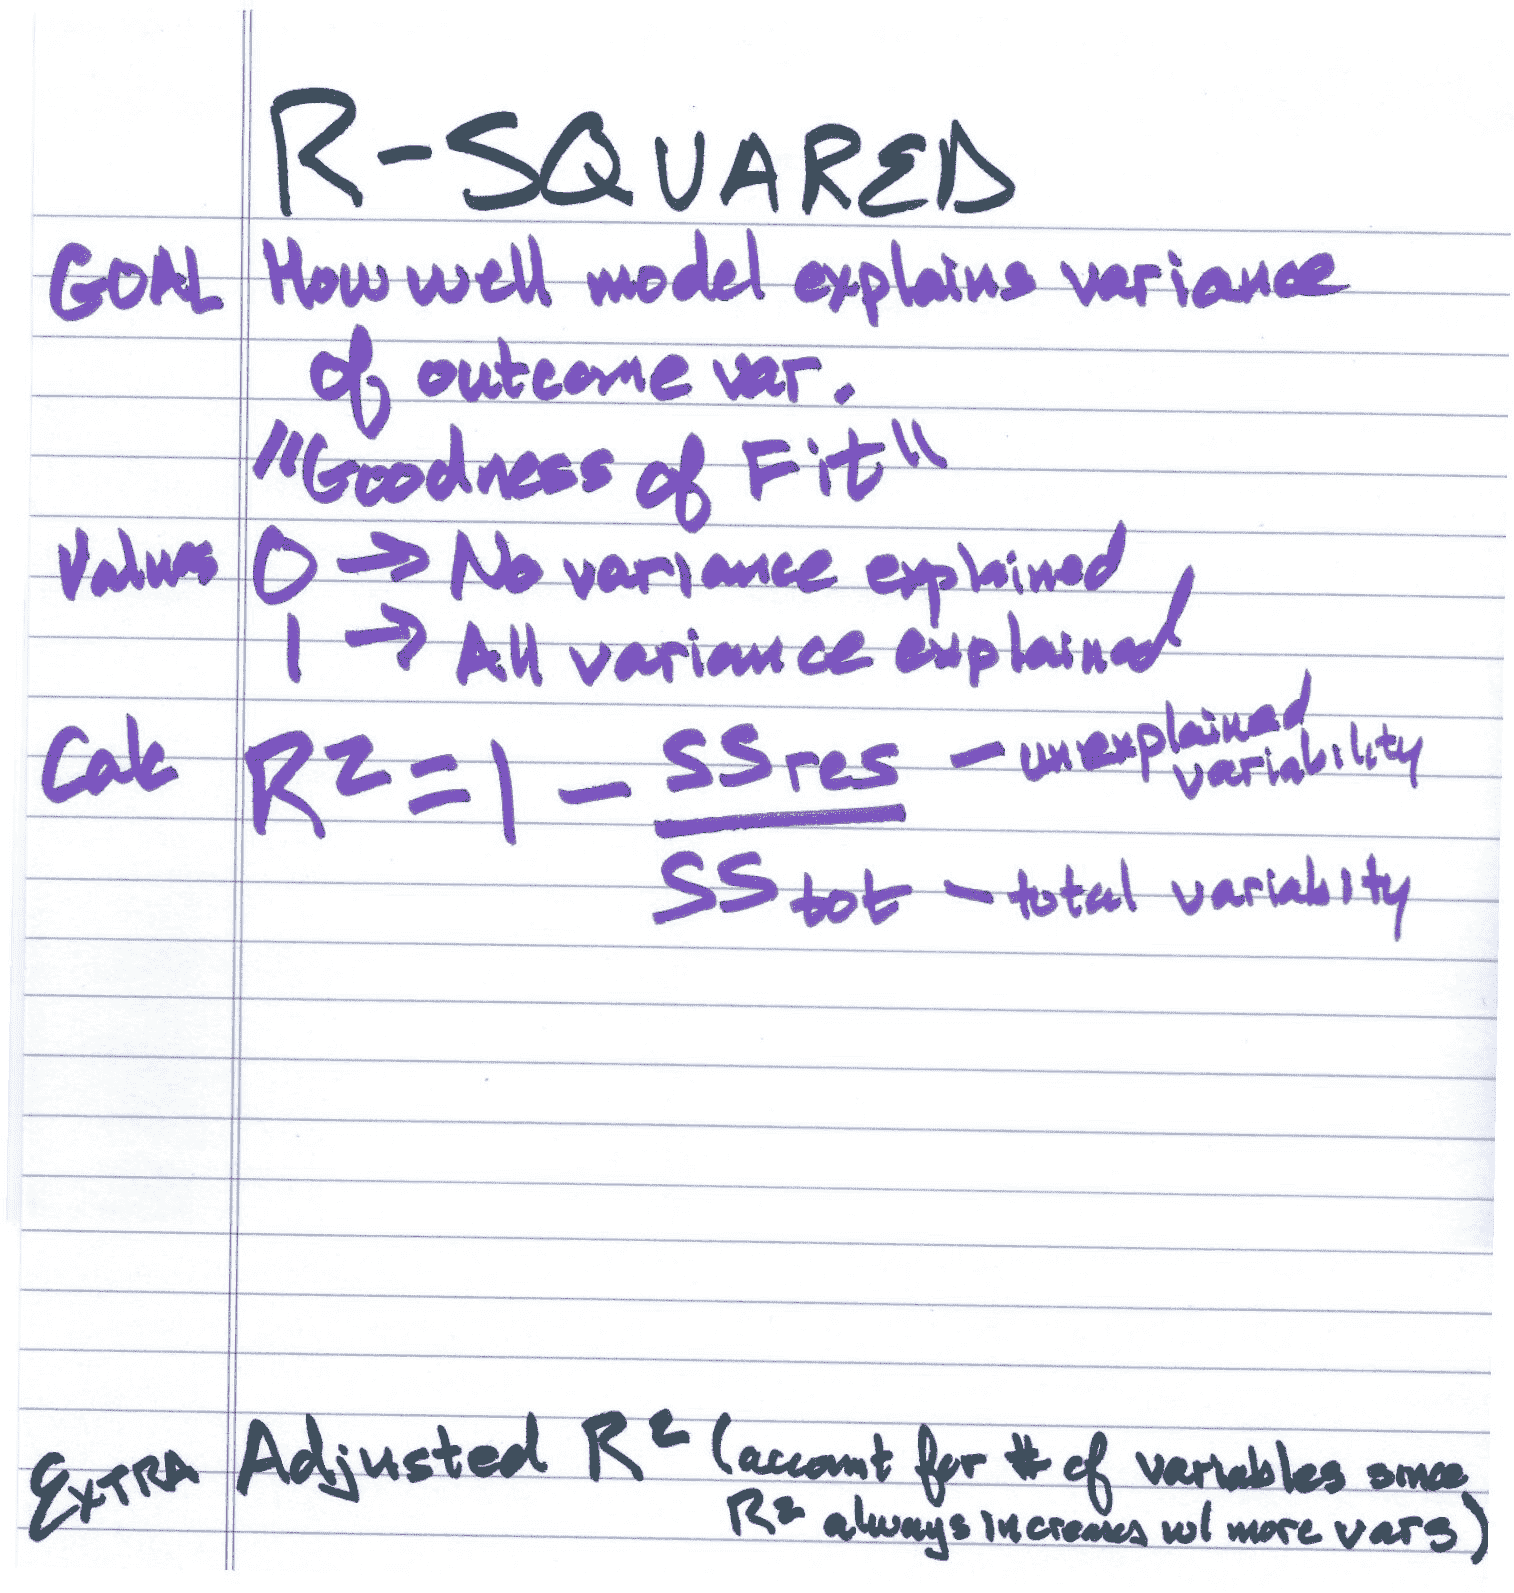 R-SQUARED
GOAL How well model explains variance
of outcome var.
"Goodness of Fit"
Values 0 → No variance explained
1 → All variance explained
Calc R² = 1 - SSres - unexplained variability
SStot - total variabity
EXTRA Adjusted R² (account for # of variables since
R² always increases w/ more vars)